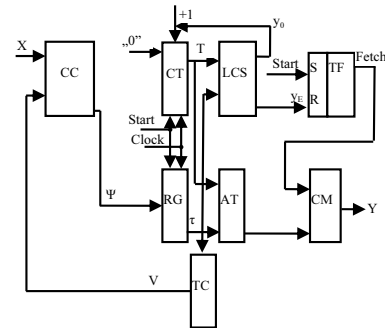 +1
y₀
X
„0”
T
Start
Fetch
CC
CT
LCS
S
TF
y_E
R
Start
Clock
Ψ
RG
AT
CM
Y
τ
V
TC